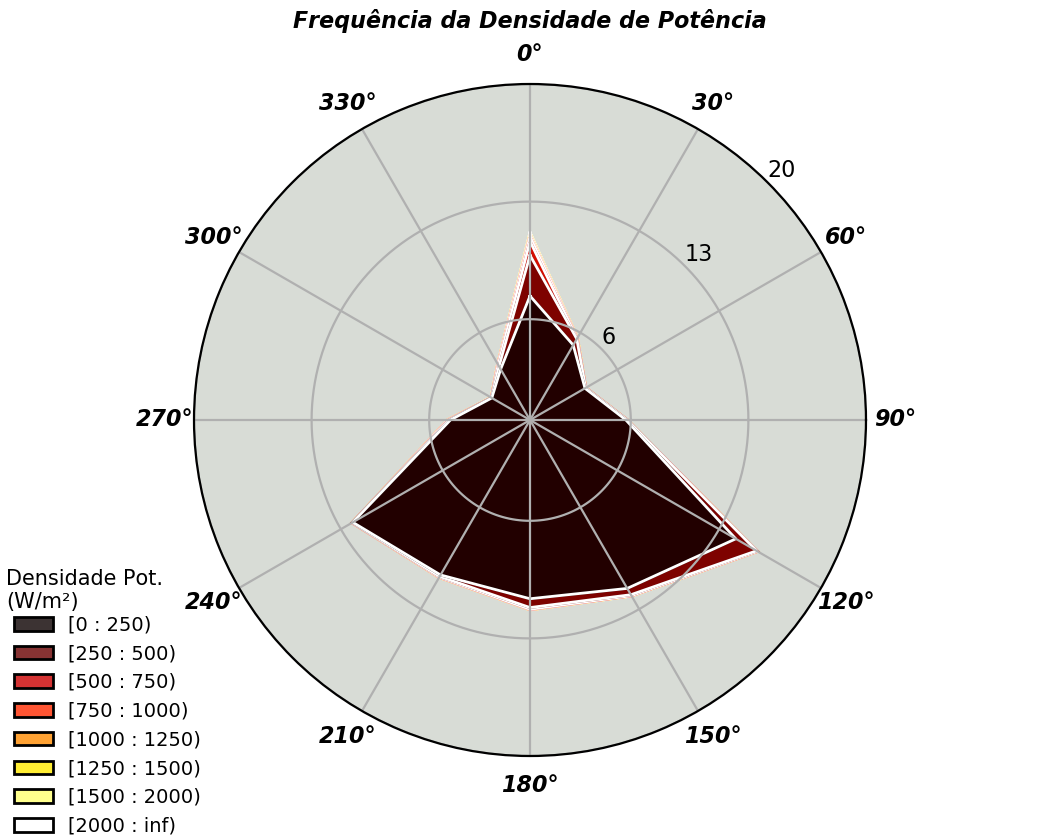 Frequência da Densidade de Potência
0°
330°
30°
20
300°
60°
13
6
270°
90°
240°
120°
210°
150°
180°
Densidade Pot.
(W/m²)
[0 : 250)
[250 : 500)
[500 : 750)
[750 : 1000)
[1000 : 1250)
[1250 : 1500)
[1500 : 2000)
[2000 : inf)